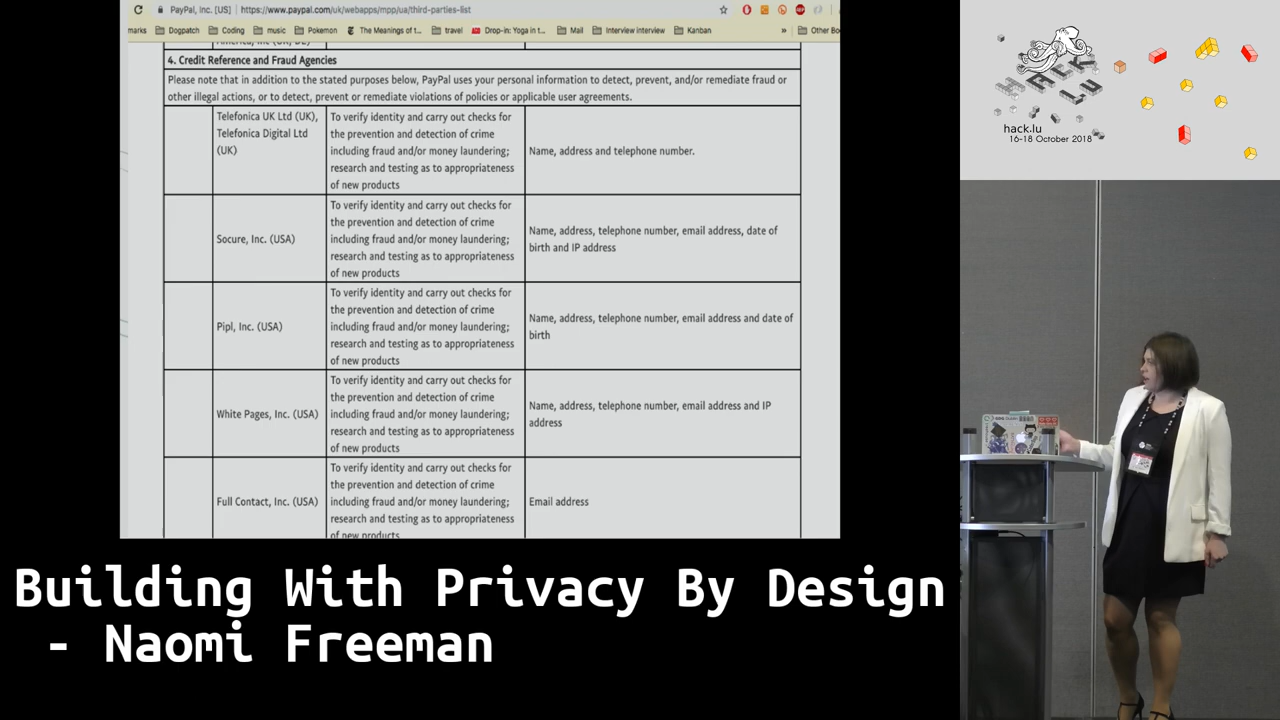 PayPal, Inc. [US]
https://www.paypal.com/uk/webapps/mpp/ua/third-parties-list
marks
Dogpatch
Coding
music
Pokemon
The Meanings of t...
travel
Drop-in: Yoga in t...
Mail
Interview interview
Kanban
»
Other Bo
4. Credit Reference and Fraud Agencies
Please note that in addition to the stated purposes below, PayPal uses your personal information to detect, prevent, and/or remediate fraud or
other illegal actions, or to detect, prevent or remediate violations of policies or applicable user agreements.
Telefonica UK Ltd (UK),
Telefonica Digital Ltd
(UK)
To verify identity and carry out checks for
the prevention and detection of crime
including fraud and/or money laundering;
research and testing as to appropriateness
of new products
Name, address and telephone number.
Socure, Inc. (USA)
To verify identity and carry out checks for
the prevention and detection of crime
including fraud and/or money laundering;
research and testing as to appropriateness
of new products
Name, address, telephone number, email address, date of
birth and IP address
Pipl, Inc. (USA)
To verify identity and carry out checks for
the prevention and detection of crime
including fraud and/or money laundering;
research and testing as to appropriateness
of new products
Name, address, telephone number, email address and date of
birth
White Pages, Inc. (USA)
To verify identity and carry out checks for
the prevention and detection of crime
including fraud and/or money laundering;
research and testing as to appropriateness
of new products
Name, address, telephone number, email address and IP
address
Full Contact, Inc. (USA)
To verify identity and carry out checks for
the prevention and detection of crime
including fraud and/or money laundering;
research and testing as to appropriateness
of new products
Email address
hack.lu
16-18 October 2018
Building With Privacy By Design
- Naomi Freeman